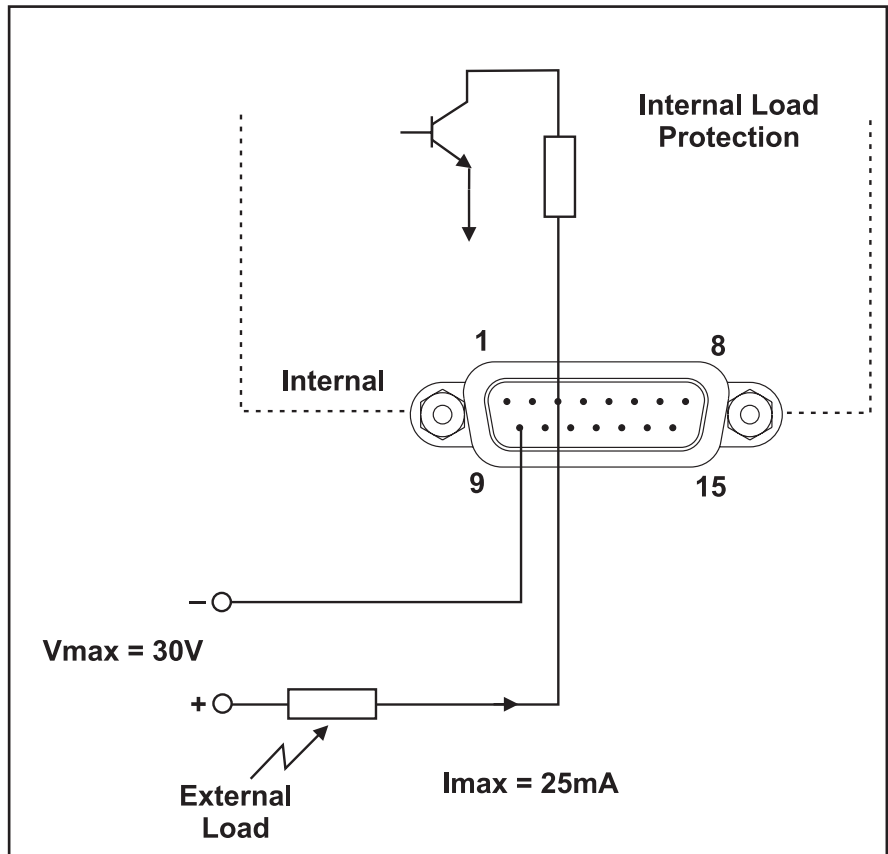 Internal Load
Protection
1
8
Internal
9
15
–
Vmax = 30V
+
Imax = 25mA
External
Load